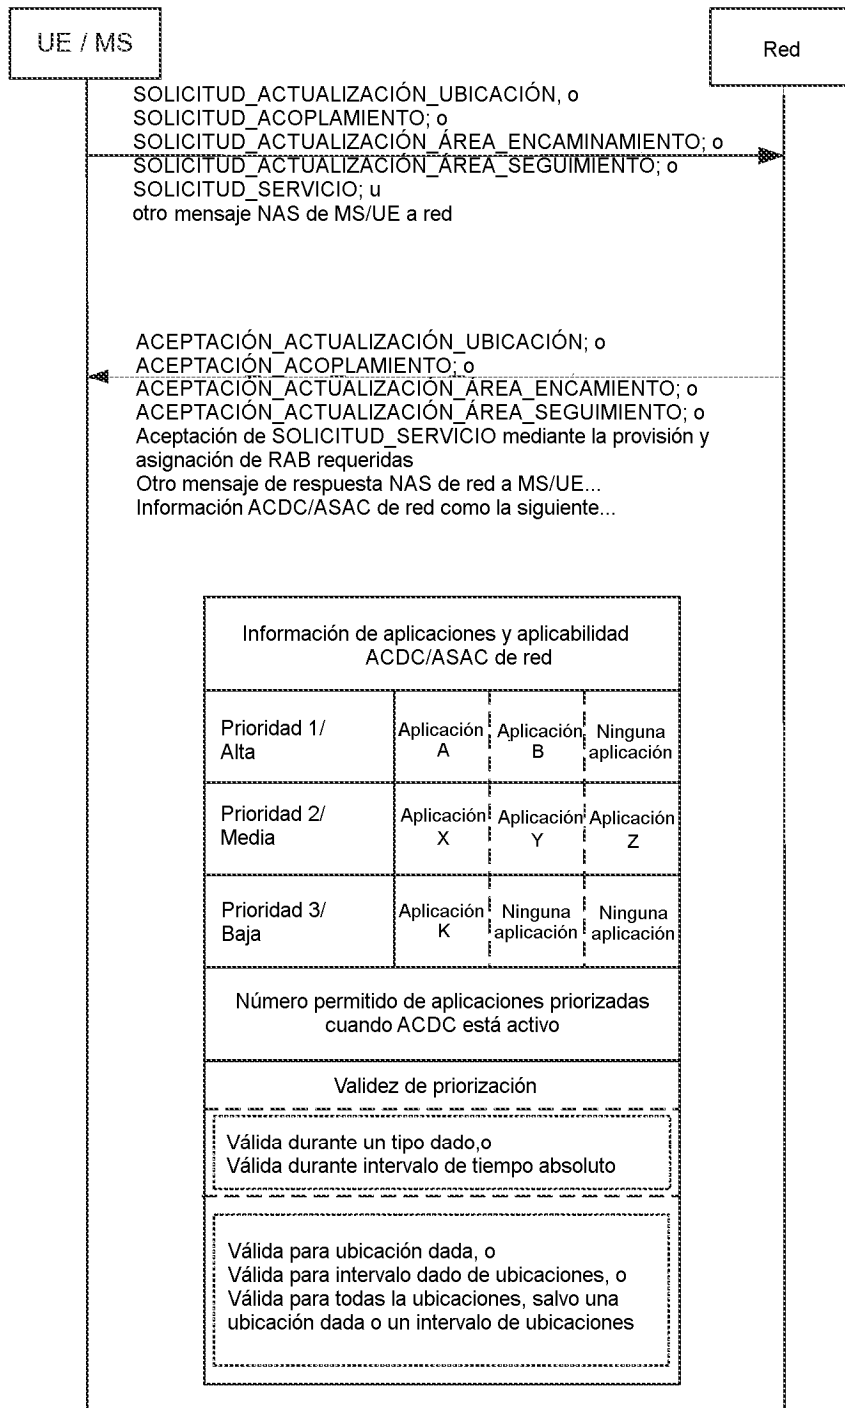 UE / MS
Red
SOLICITUD_ACTUALIZACIÓN_UBICACIÓN, o
SOLICITUD_ACOPLAMIENTO; o
SOLICITUD_ACTUALIZACIÓN_ÁREA_ENCAMINAMIENTO; o
SOLICITUD_ACTUALIZACIÓN_ÁREA_SEGUIMIENTO; o
SOLICITUD_SERVICIO; u
otro mensaje NAS de MS/UE a red
ACEPTACIÓN_ACTUALIZACIÓN_UBICACIÓN; o
ACEPTACIÓN_ACOPLAMIENTO; o
ACEPTACIÓN_ACTUALIZACIÓN_ÁREA_ENCAMIENTO; o
ACEPTACIÓN_ACTUALIZACIÓN_ÁREA_SEGUIMIENTO; o
Aceptación de SOLICITUD_SERVICIO mediante la provisión y
asignación de RAB requeridas
Otro mensaje de respuesta NAS de red a MS/UE...
Información ACDC/ASAC de red como la siguiente...
Información de aplicaciones y aplicabilidad
ACDC/ASAC de red
Prioridad 1/
Alta
Aplicación
A
Aplicación
B
Ninguna
aplicación
Prioridad 2/
Media
Aplicación
X
Aplicación
Y
Aplicación
Z
Prioridad 3/
Baja
Aplicación
K
Ninguna
aplicación
Ninguna
aplicación
Número permitido de aplicaciones priorizadas
cuando ACDC está activo
Validez de priorización
Válida durante un tipo dado,o
Válida durante intervalo de tiempo absoluto
Válida para ubicación dada, o
Válida para intervalo dado de ubicaciones, o
Válida para todas la ubicaciones, salvo una
ubicación dada o un intervalo de ubicaciones